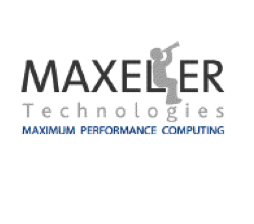 MAXELER
Technologies
MAXIMUM PERFORMANCE COMPUTING